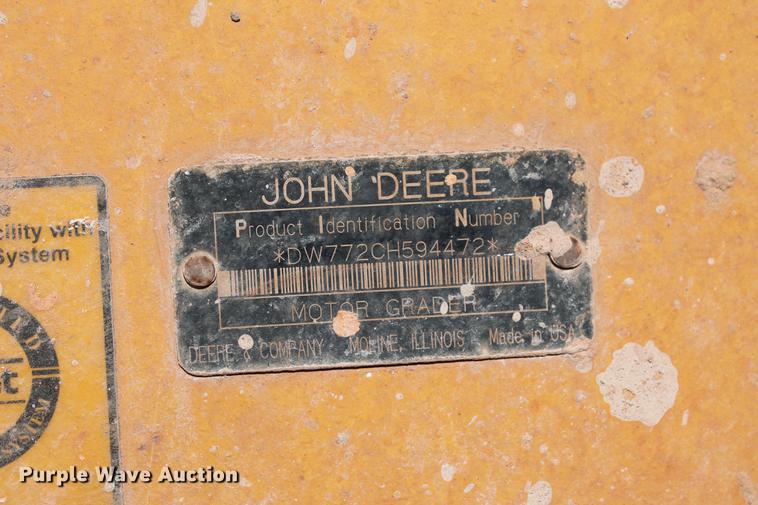 JOHN DEERE
Product Identification Number
*DW772CH594472*
MOTOR GRADER
DEERE & COMPANY MOLINE, ILLINOIS Made in USA
with
System
SYSTEM
Purple Wave Auction